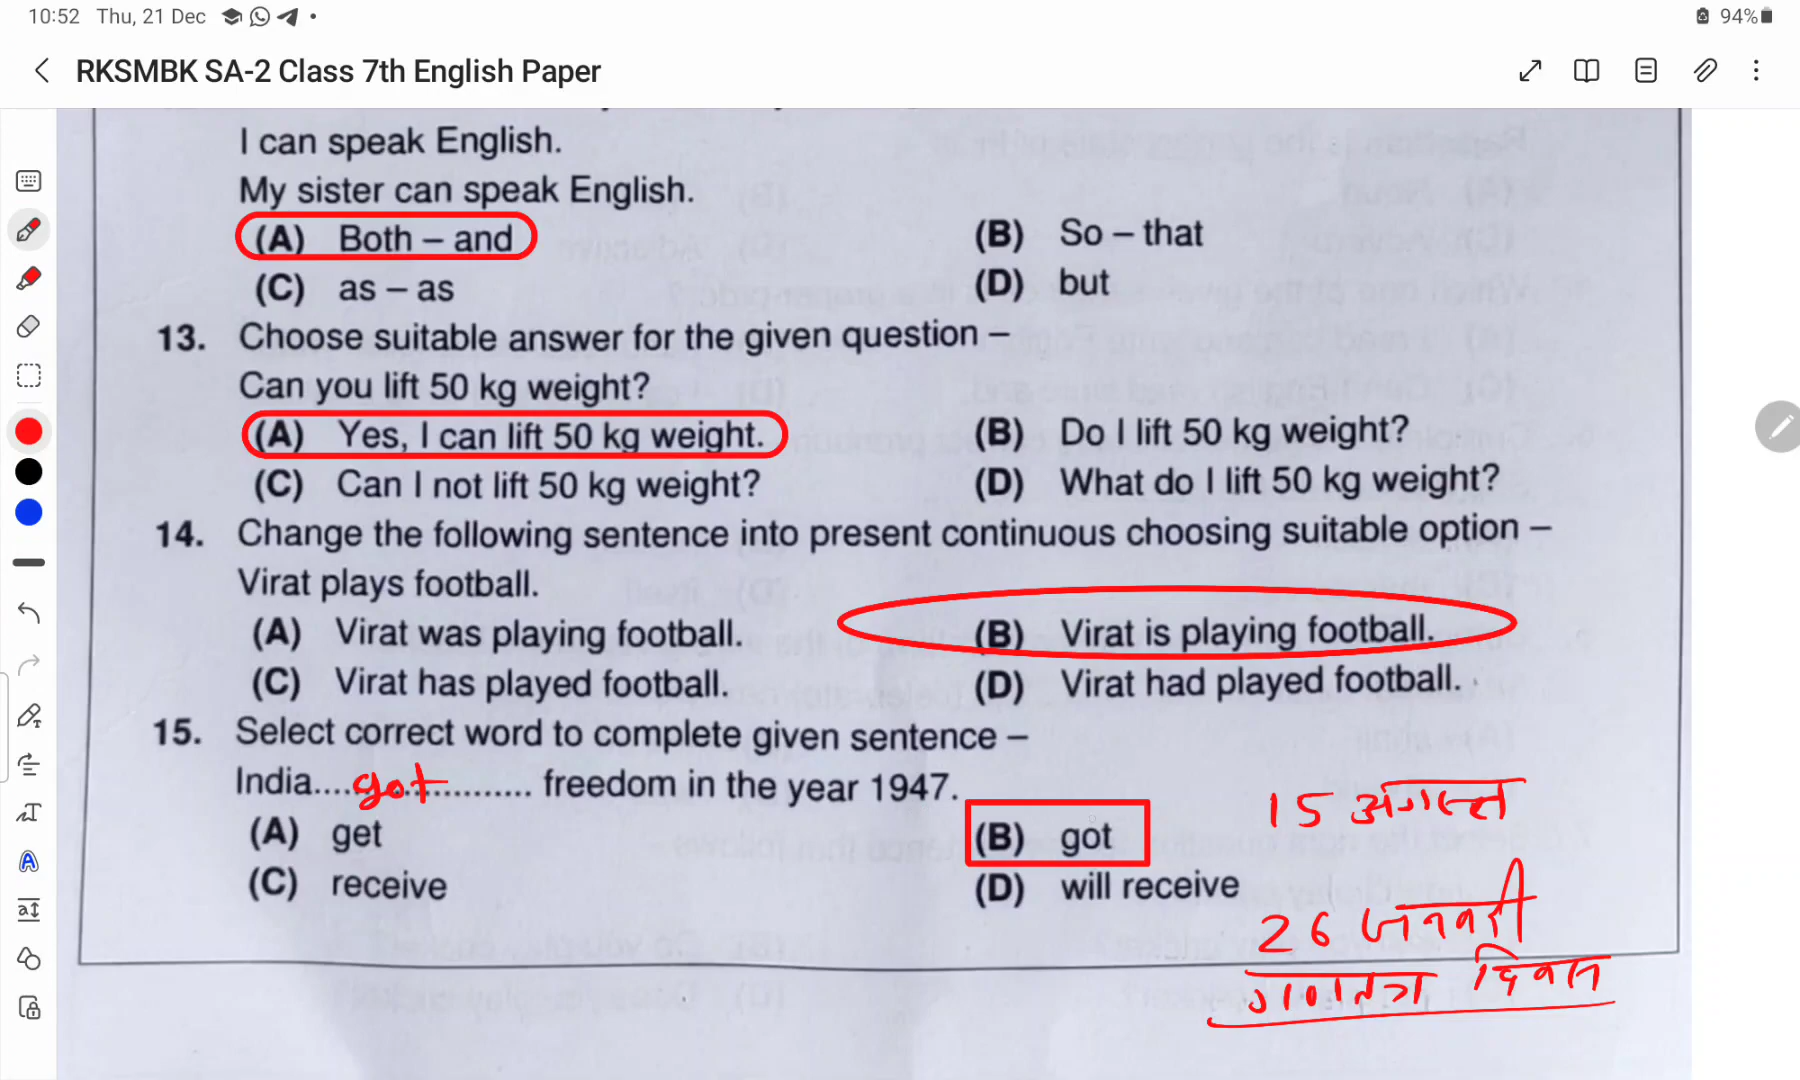 10:52 Thu, 21 Dec
94%
RKSMBK SA-2 Class 7th English Paper
I can speak English.
My sister can speak English.
(A) Both – and
(B) So – that
(C) as – as
(D) but
13. Choose suitable answer for the given question –
Can you lift 50 kg weight?
(A) Yes, I can lift 50 kg weight.
(B) Do I lift 50 kg weight?
(C) Can I not lift 50 kg weight?
(D) What do I lift 50 kg weight?
14. Change the following sentence into present continuous choosing suitable option –
Virat plays football.
(A) Virat was playing football.
(B) Virat is playing football.
(C) Virat has played football.
(D) Virat had played football.
15. Select correct word to complete given sentence –
India....got.......... freedom in the year 1947.
(A) get
(B) got
(C) receive
(D) will receive
15 अगस्त
26 जनवरी
गणतंत्र दिवस